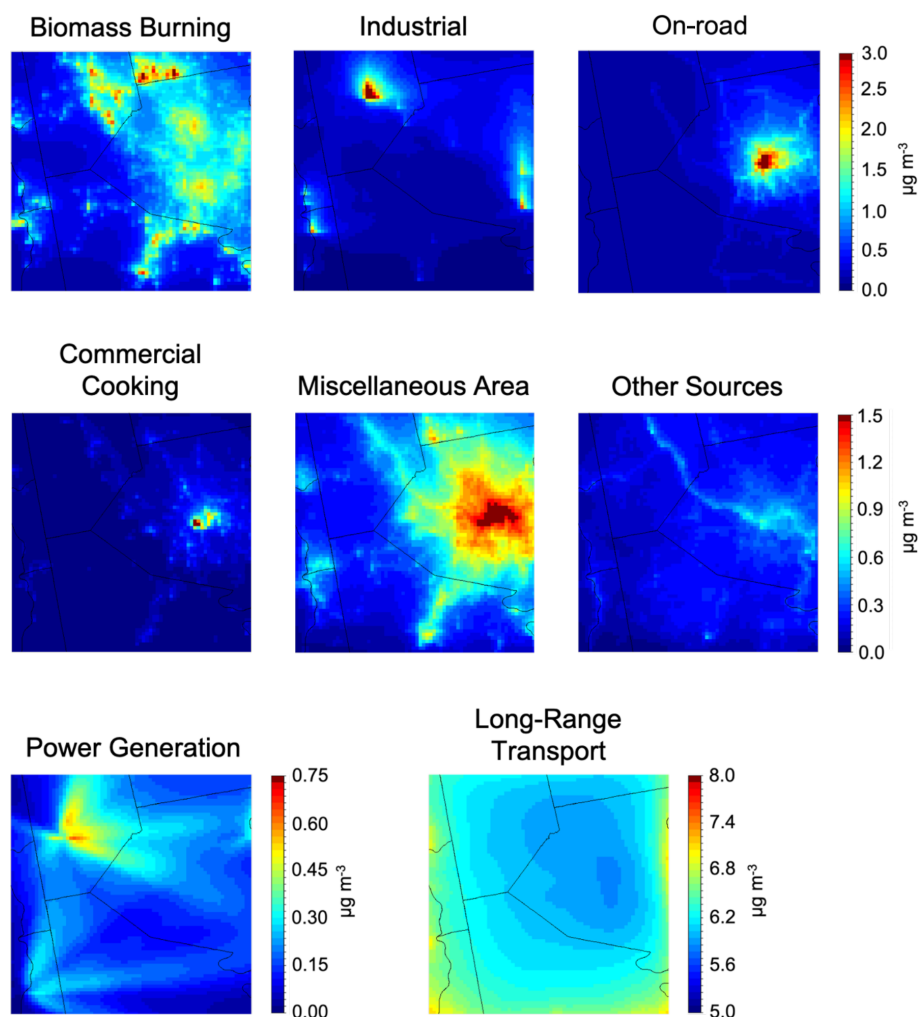 Biomass Burning
Industrial
On-road
3.0
2.5
2.0
1.5
1.0
0.5
0.0
µg m-3
Commercial
Cooking
Miscellaneous Area
Other Sources
1.5
1.2
0.9
0.6
0.3
0.0
µg m-3
Power Generation
0.75
0.60
0.45
0.30
0.15
0.00
µg m-3
Long-Range
Transport
8.0
7.4
6.8
6.2
5.6
5.0
µg m-3